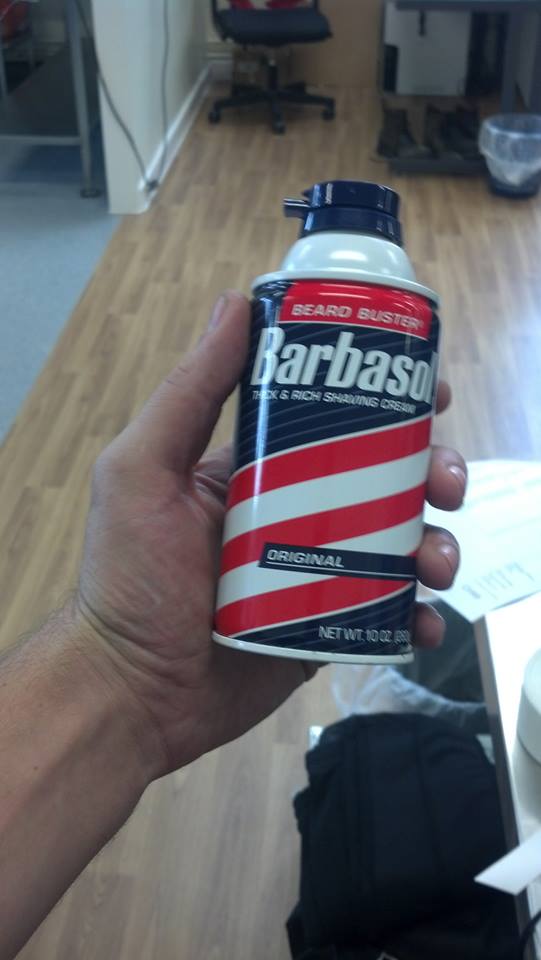 BEARD BUSTER®
Barbasol
THICK & RICH SHAVING CREAM
ORIGINAL
NET WT. 10 OZ